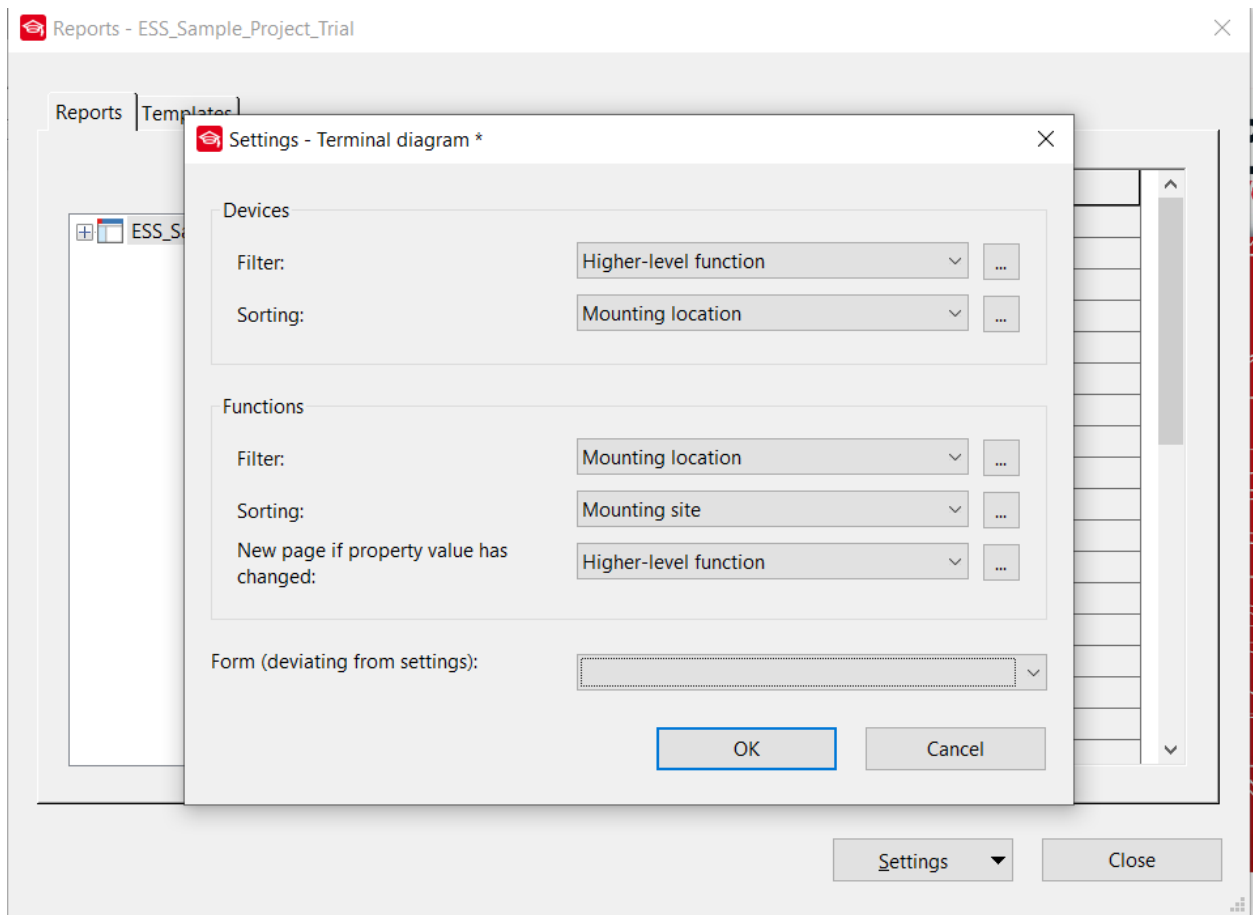 Reports - ESS_Sample_Project_Trial
Reports
Templates
Settings - Terminal diagram *
ESS_Sa
Devices
Filter:
Higher-level function
...
Sorting:
Mounting location
...
Functions
Filter:
Mounting location
...
Sorting:
Mounting site
...
New page if property value has
changed:
Higher-level function
...
Form (deviating from settings):
OK
Cancel
Settings
Close